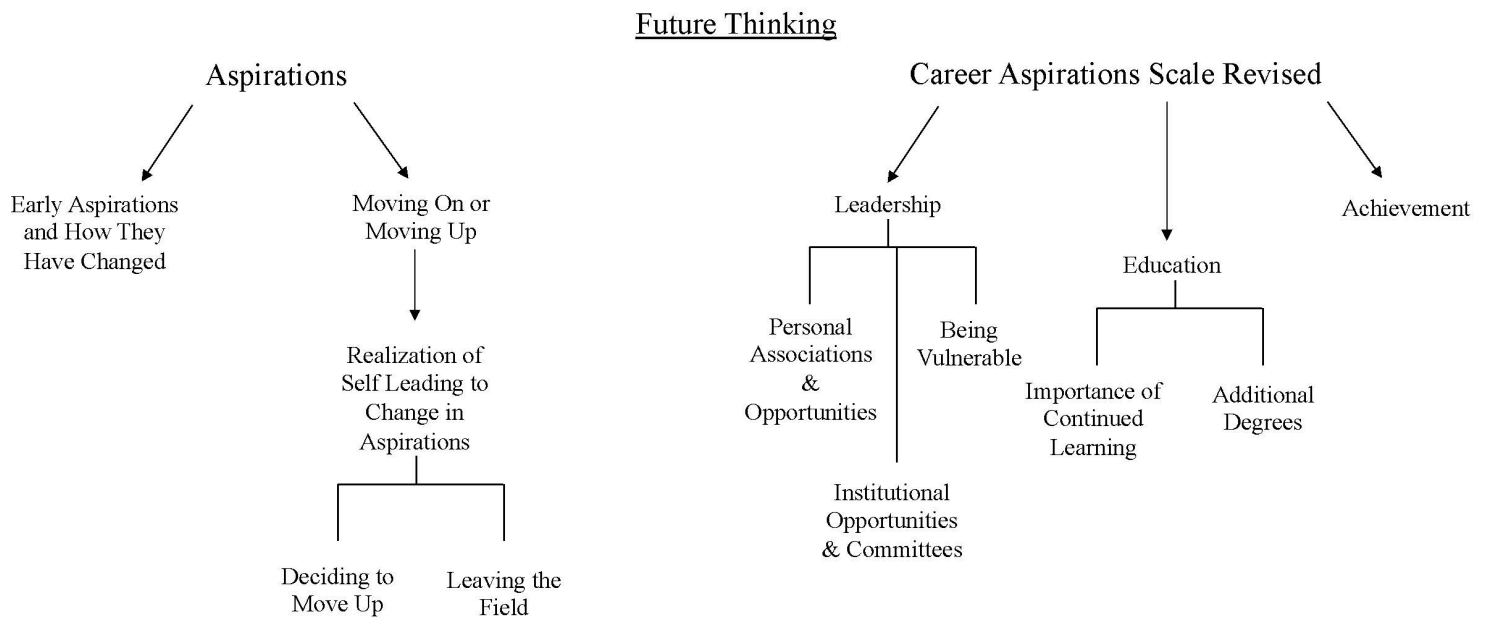 Future Thinking
Aspirations
Career Aspirations Scale Revised
Early Aspirations
and How They
Have Changed
Moving On or
Moving Up
Realization of
Self Leading to
Change in
Aspirations
Deciding to
Move Up
Leaving the
Field
Leadership
Personal
Associations
&
Opportunities
Institutional
Opportunities
& Committees
Being
Vulnerable
Education
Importance of
Continued
Learning
Additional
Degrees
Achievement